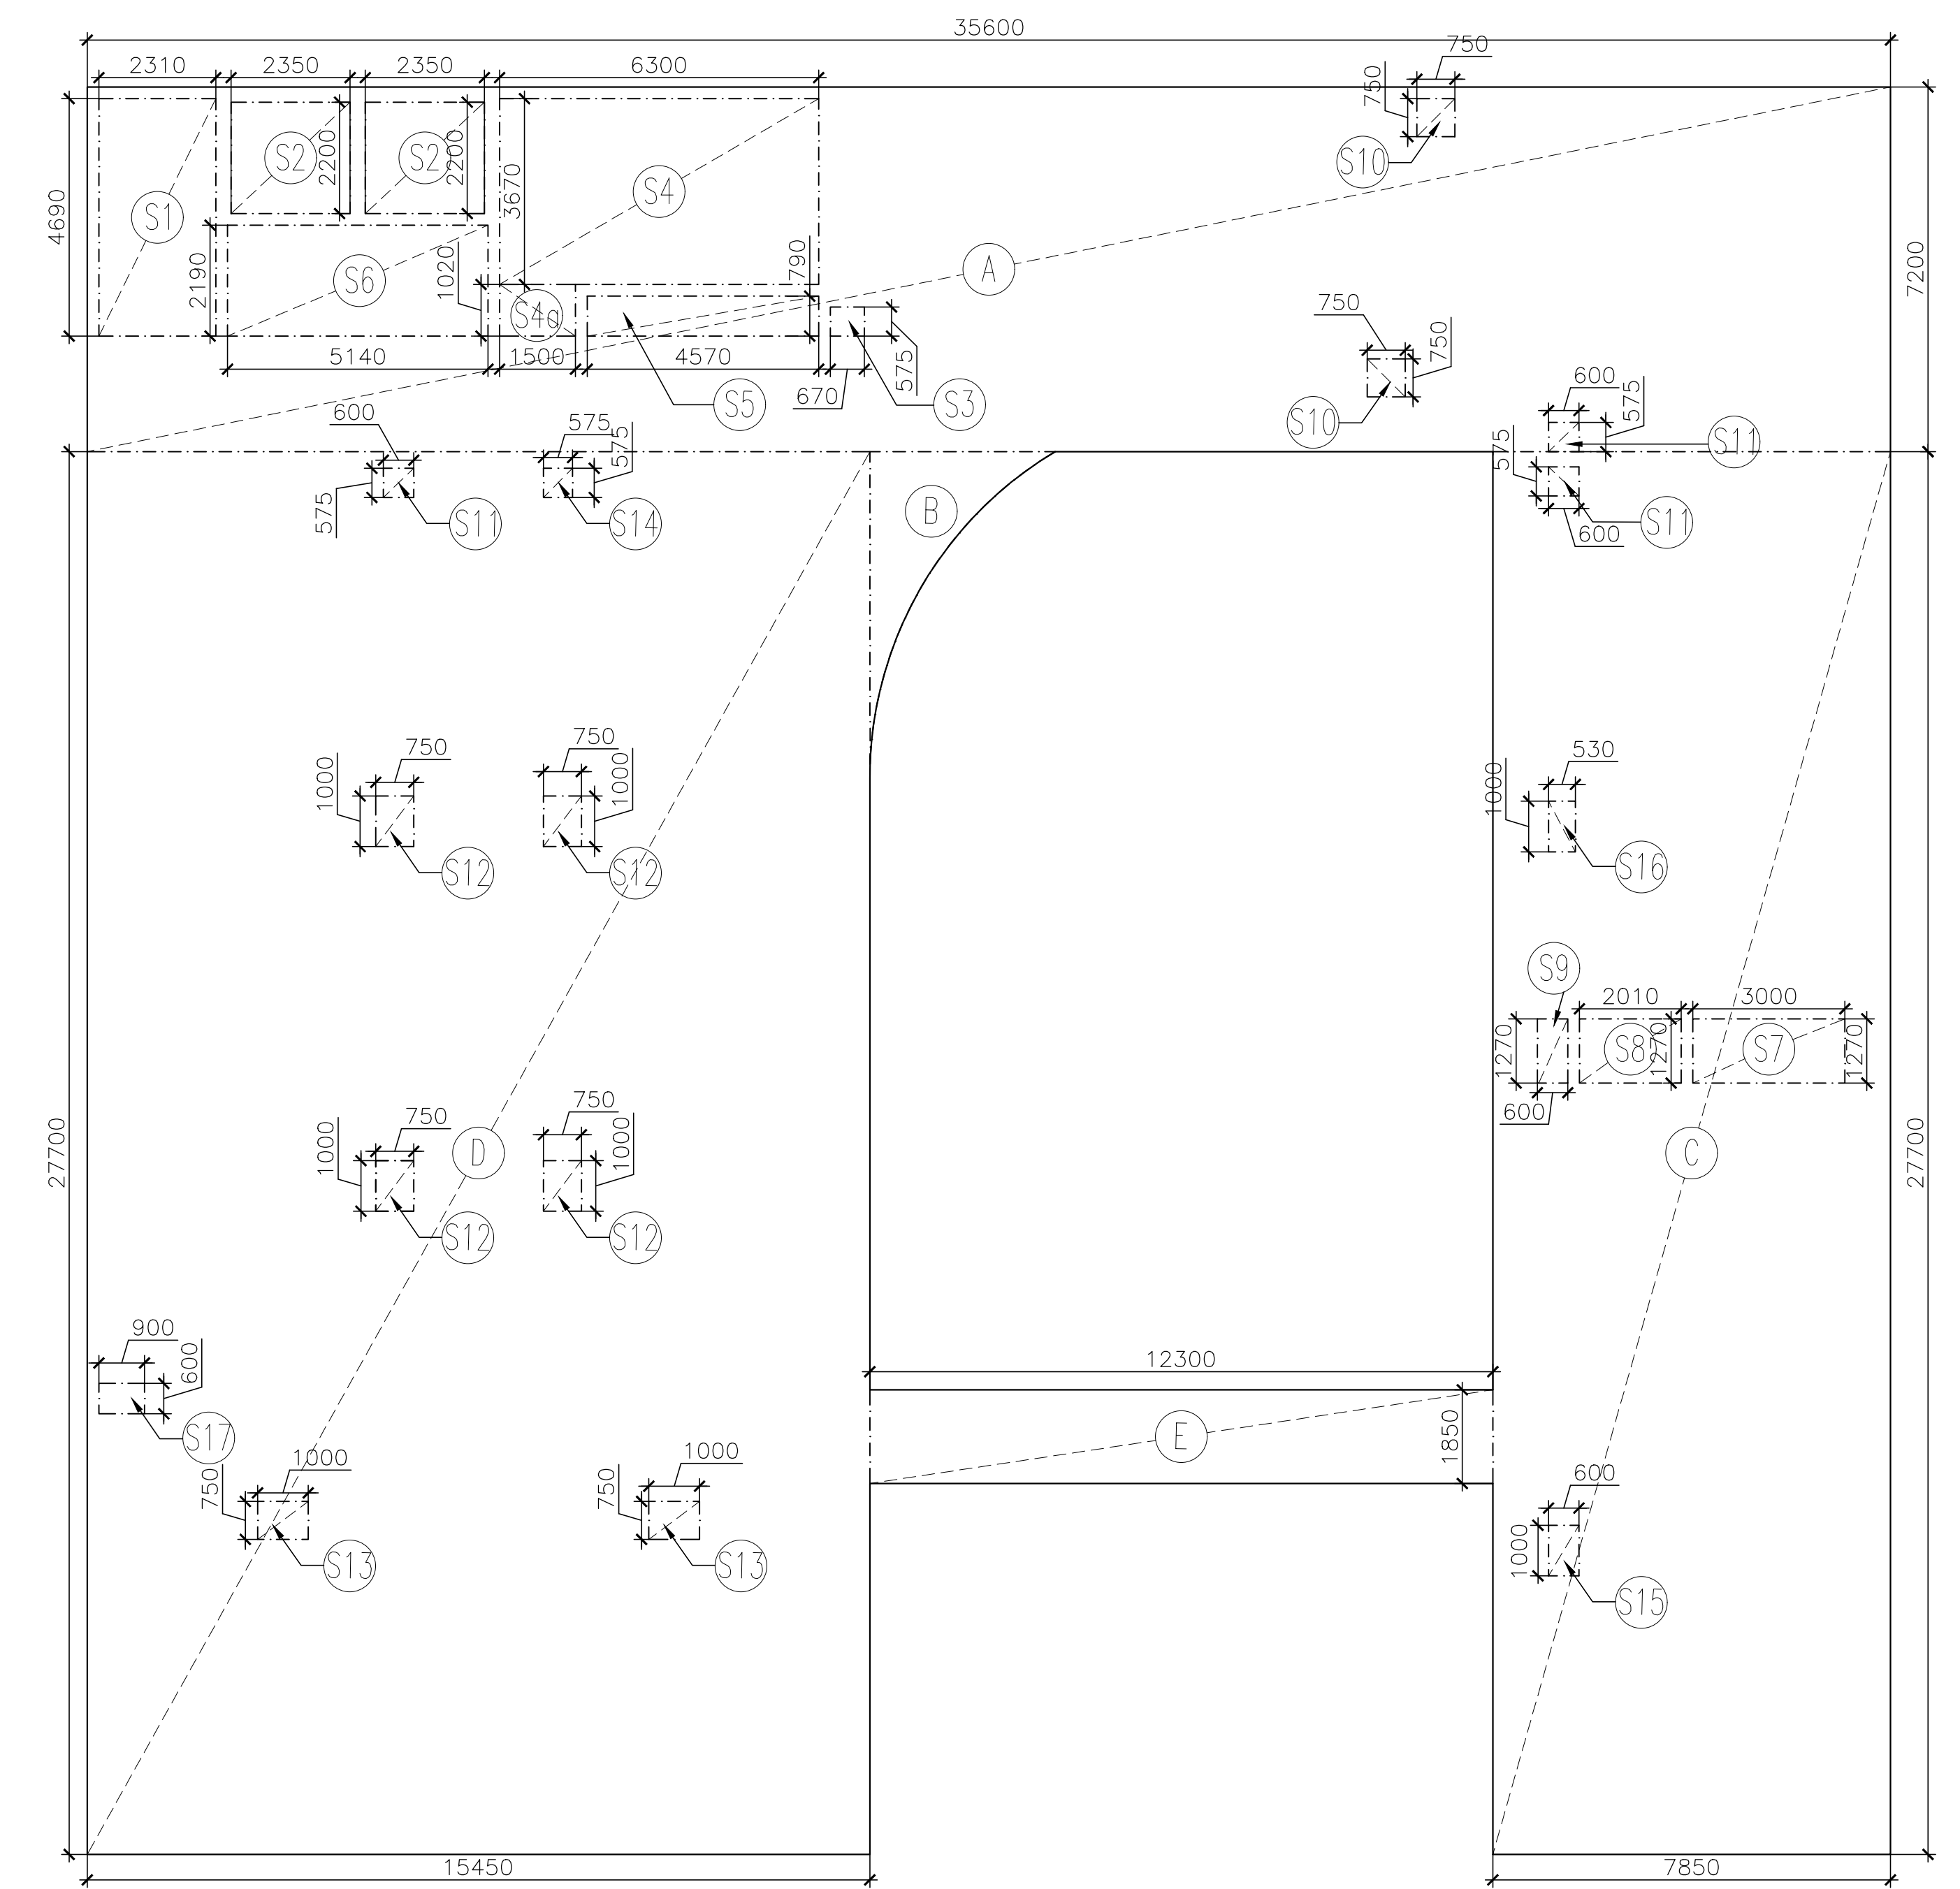 35600
2310
2350
2350
6300
750
750
S10
4690
S1
S2
2200
S2
2200
3670
S4
7200
2190
S6
1020
S4a
790
A
5140
1500
4570
670
575
S5
S3
750
750
S10
600
575
S11
575
600
S11
600
575
S11
575
575
S14
B
750
1000
S12
750
1000
S12
530
1000
S16
27700
27700
S9
2010
3000
1270
S8
1270
S7
1270
600
750
1000
S12
D
750
1000
S12
C
900
600
S17
12300
1850
E
1000
750
S13
1000
750
S13
600
1000
S15
15450
7850